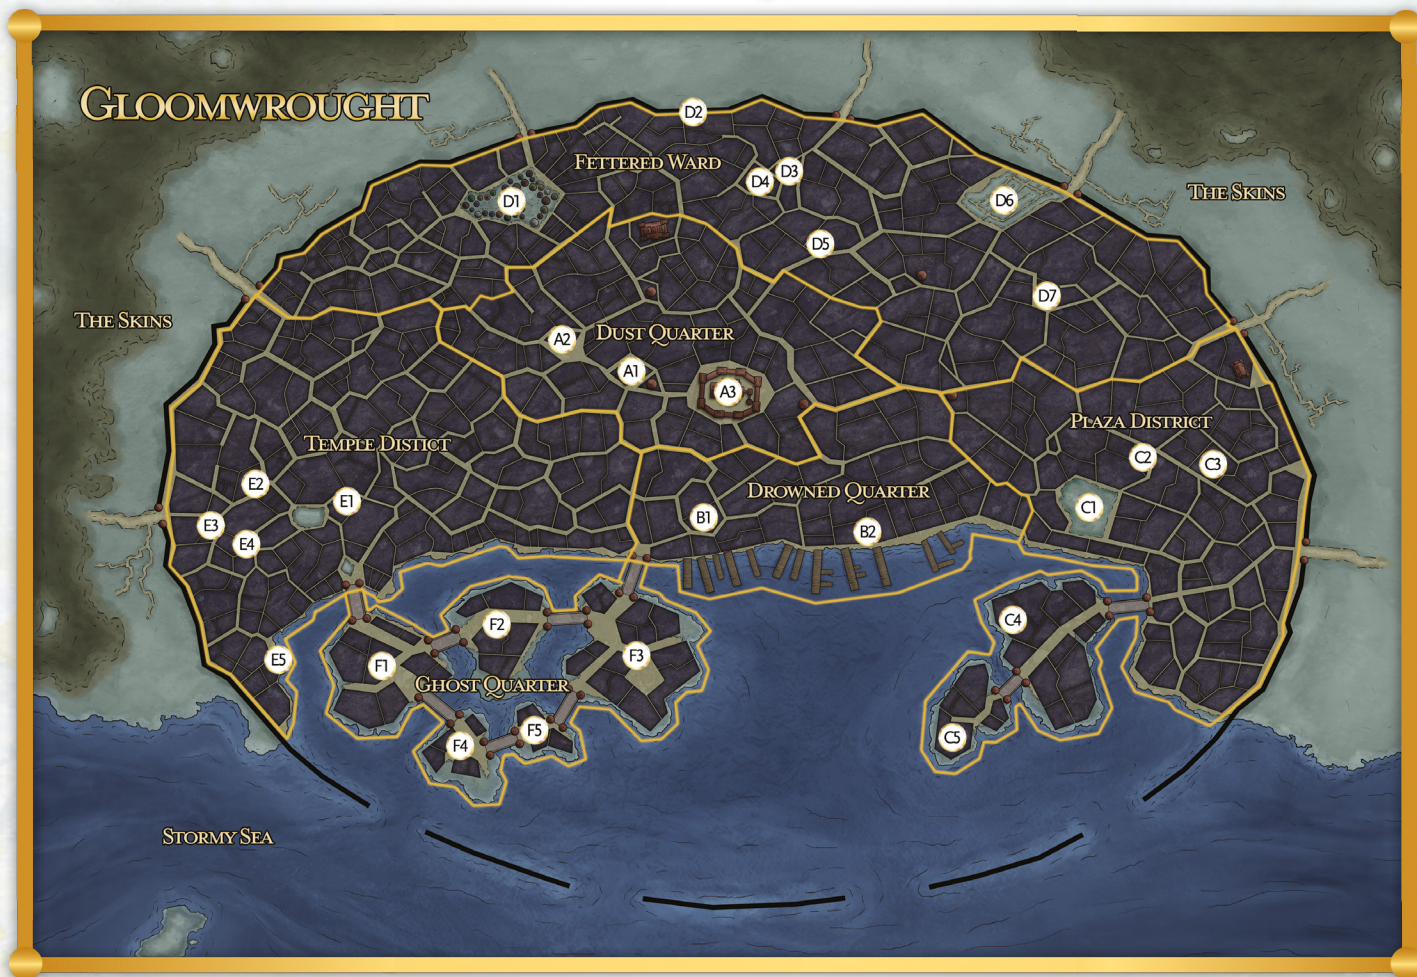 Gloomwrought
D2
Fettered Ward
D4
D3
D1
D6
The Skins
D5
D7
The Skins
A2
Dust Quarter
A1
A3
Temple Distict
Plaza District
C2
C3
E2
Drowned Quarter
E1
C1
B1
B2
E3
E4
C4
F2
E5
F1
F3
Ghost Quarter
F5
F4
C5
Stormy Sea